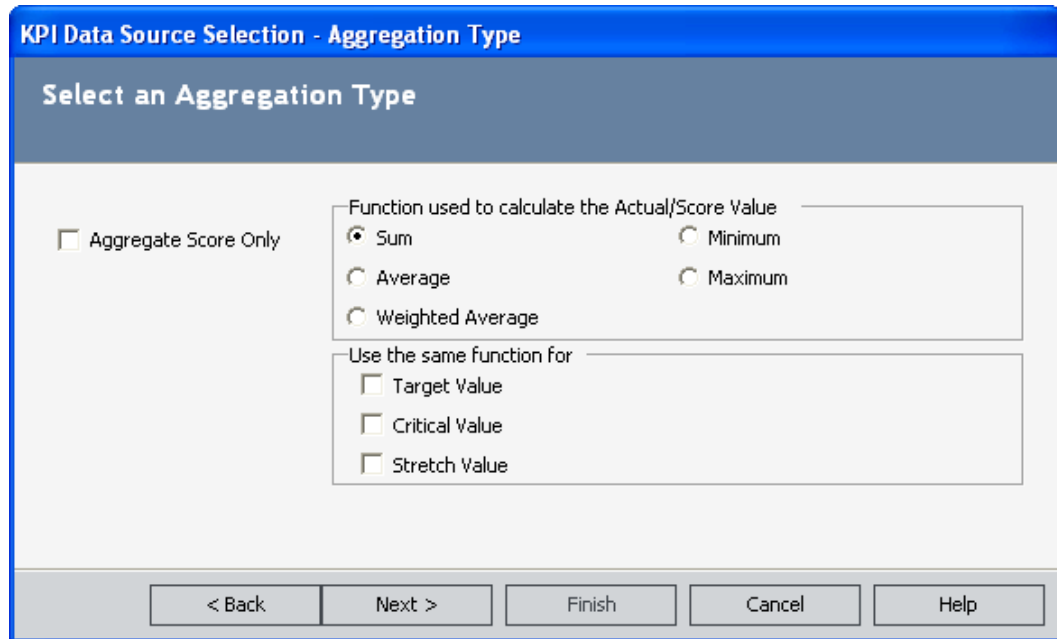 KPI Data Source Selection - Aggregation Type
Select an Aggregation Type
Aggregate Score Only
Function used to calculate the Actual/Score Value
Sum
Minimum
Average
Maximum
Weighted Average
Use the same function for
Target Value
Critical Value
Stretch Value
< Back
Next >
Finish
Cancel
Help